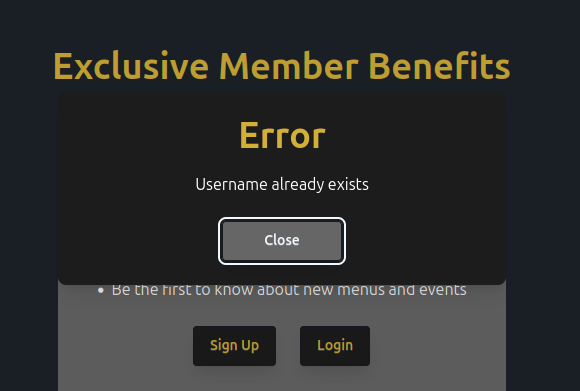 Exclusive Member Benefits
Error
Username already exists
Close
Be the first to know about new menus and events
Sign Up
Login